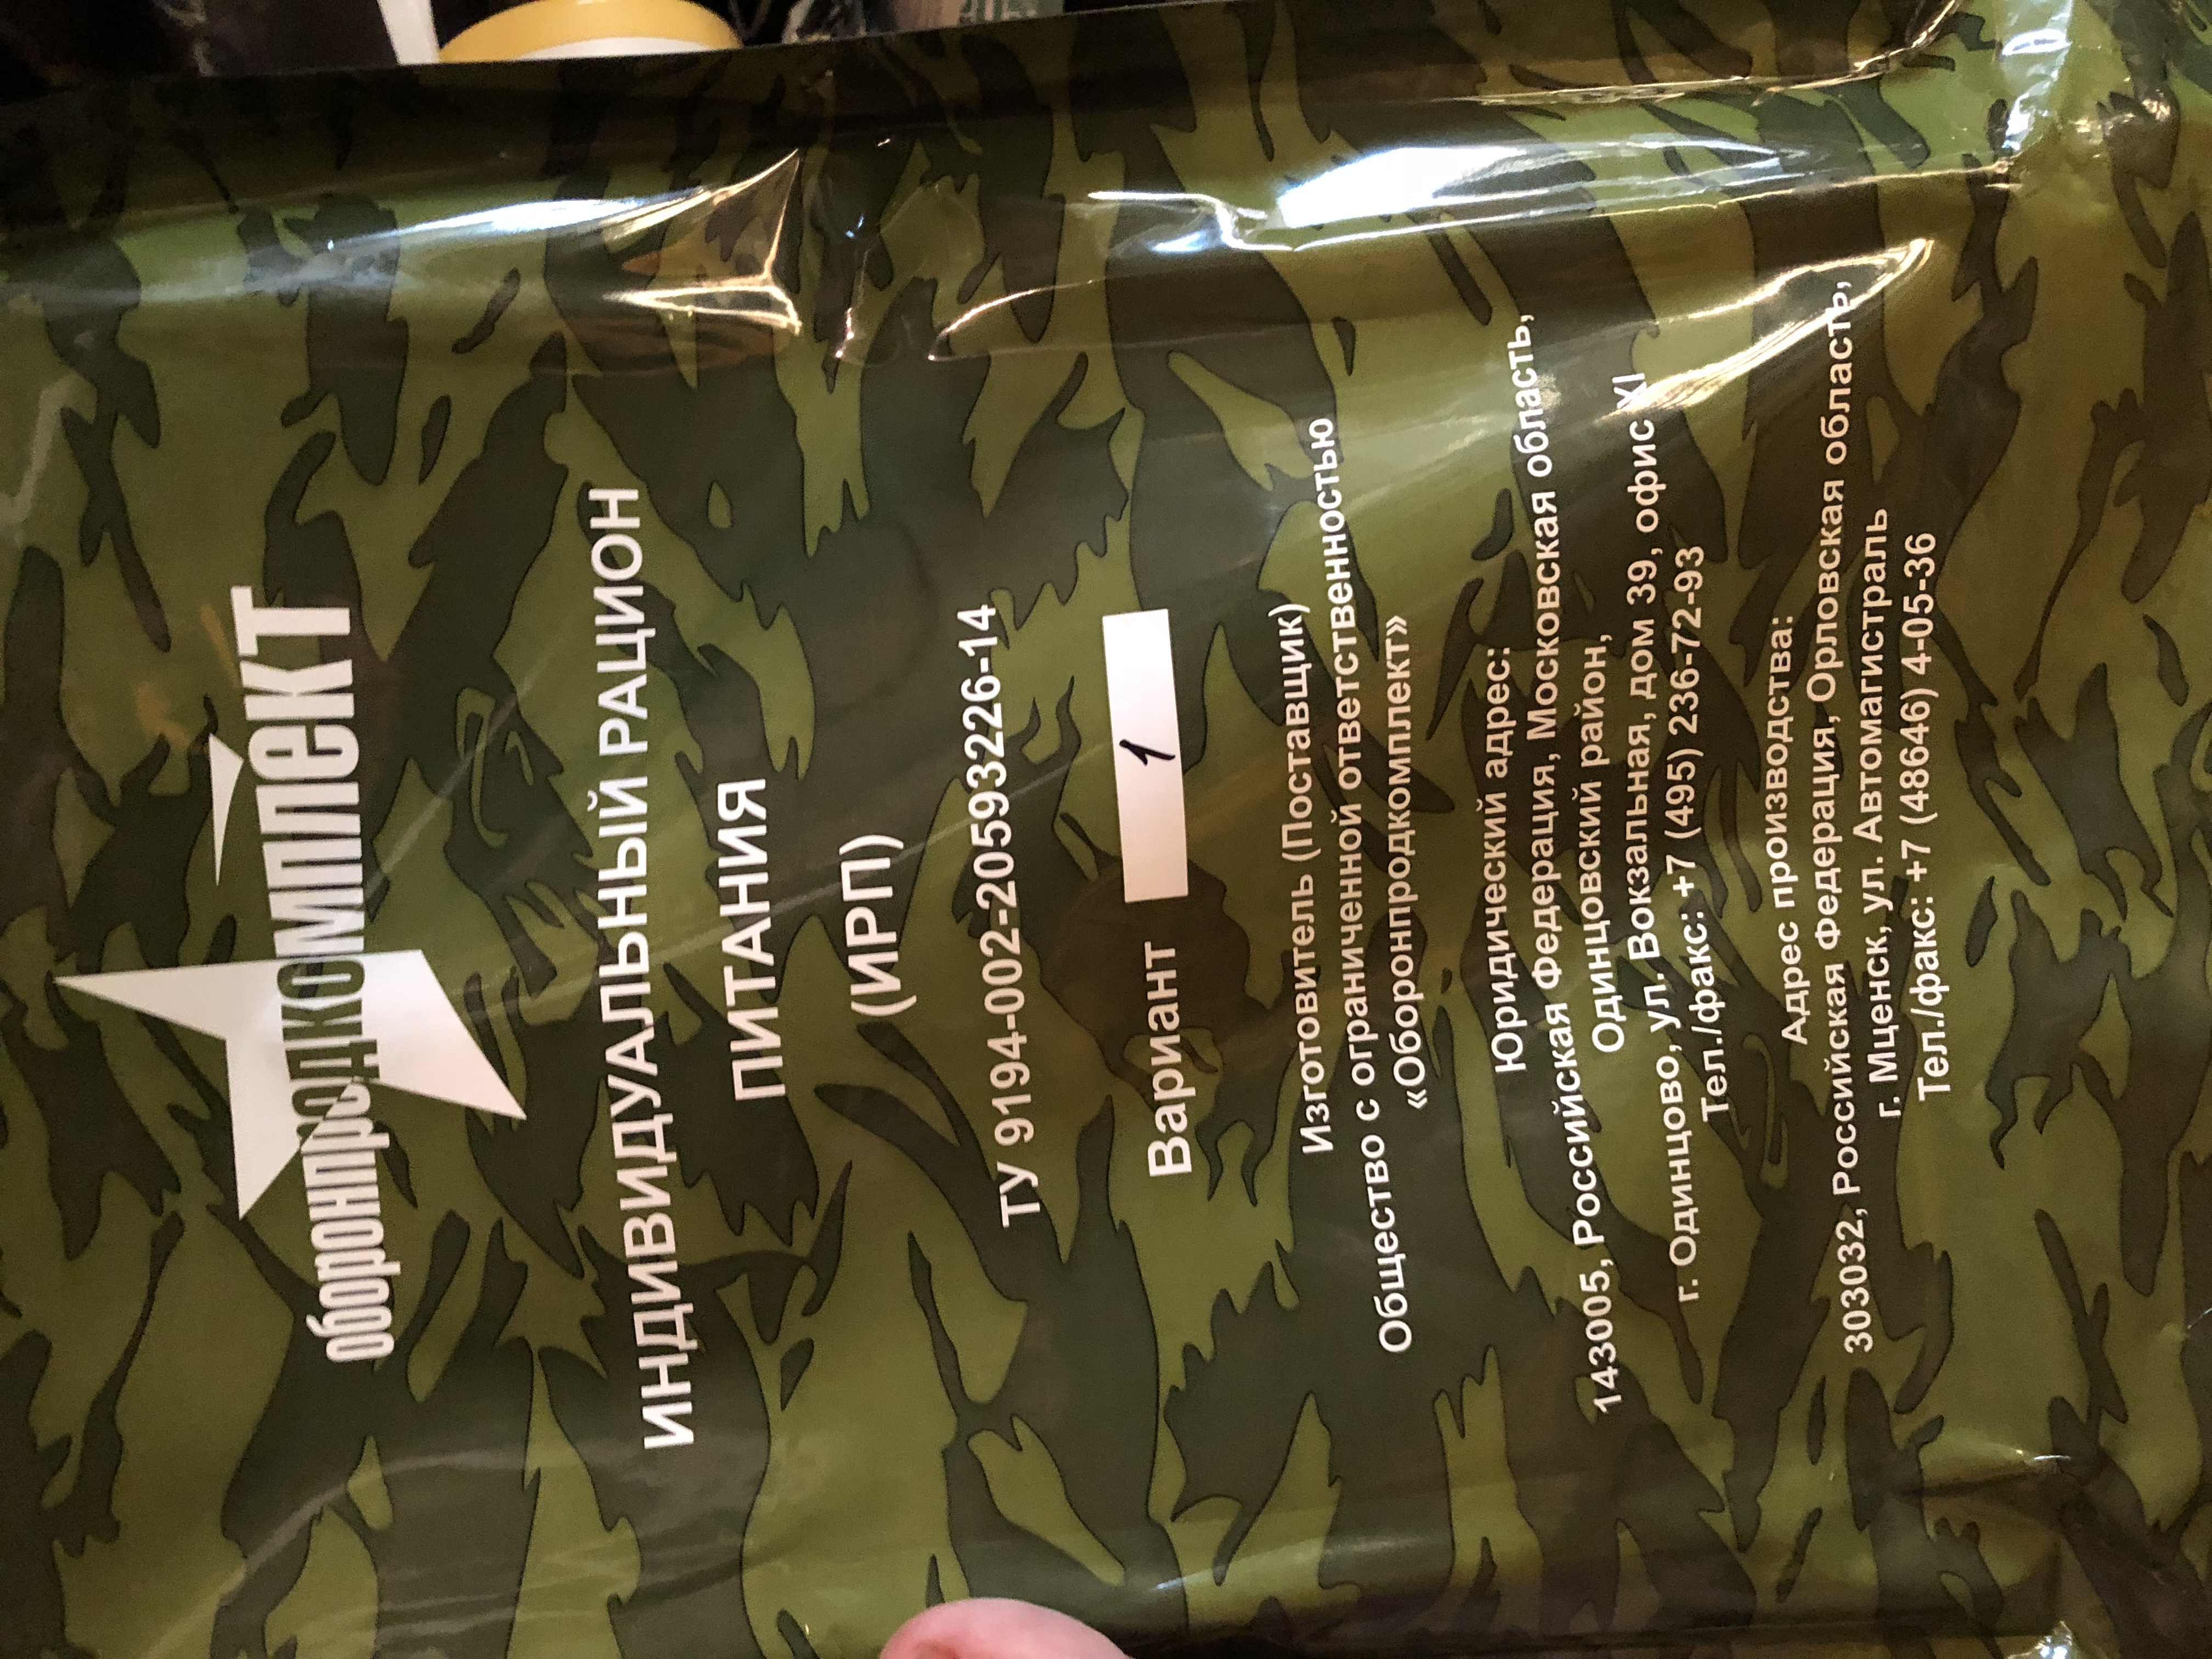 оборонпродкомплект
ИНДИВИДУАЛЬНЫЙ РАЦИОН
ПИТАНИЯ
(ИРП)
ТУ 9194-002-20593226-14
Вариант 1
Изготовитель (Поставщик)
Общество с ограниченной ответственностью
«Оборонпродкомплект»
Юридический адрес:
143005, Российская Федерация, Московская область,
Одинцовский район,
г. Одинцово, ул. Вокзальная, дом 39, офис XI
Тел./факс: +7 (495) 236-72-93
Адрес производства:
303032, Российская Федерация, Орловская область,
г. Мценск, ул. Автомагистраль
Тел./факс: +7 (48646) 4-05-36